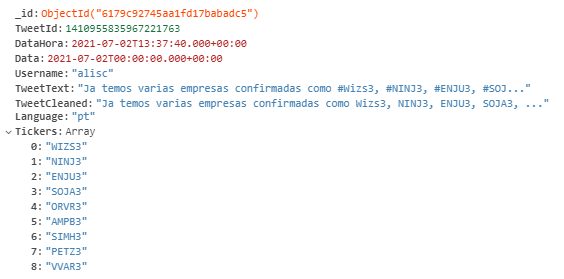 _id: ObjectId("6179c92745aa1fd17babadc5")
TweetId: 1410955835967221763
DataHora: 2021-07-02T13:37:40.000+00:00
Data: 2021-07-02T00:00:00.000+00:00
Username: "alisc"
TweetText: "Ja temos varias empresas confirmadas como #Wizs3, #NINJ3, #ENJU3, #SOJ..."
TweetCleaned: "Ja temos varias empresas confirmadas como Wizs3, NINJ3, ENJU3, SOJA3, ..."
Language: "pt"
Tickers: Array
0: "WIZS3"
1: "NINJ3"
2: "ENJU3"
3: "SOJA3"
4: "ORVR3"
5: "AMPB3"
6: "SIMH3"
7: "PETZ3"
8: "VVAR3"